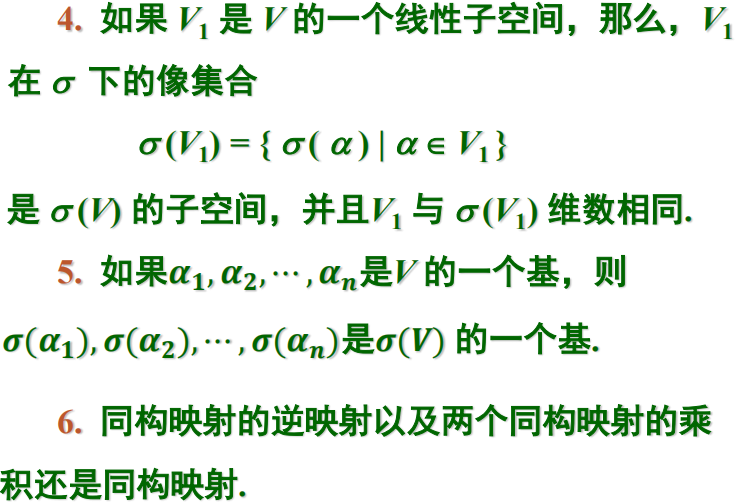 4. 如果 V₁ 是 V 的一个线性子空间，那么，V₁
在 σ 下的像集合
σ(V₁) = { σ( α ) | α ∈ V₁ }
是 σ(V) 的子空间，并且V₁ 与 σ(V₁) 维数相同.
5. 如果α₁, α₂, ⋯ , αₙ是V 的一个基，则
σ(α₁), σ(α₂), ⋯ , σ(αₙ)是σ(V) 的一个基.
6. 同构映射的逆映射以及两个同构映射的乘
积还是同构映射.